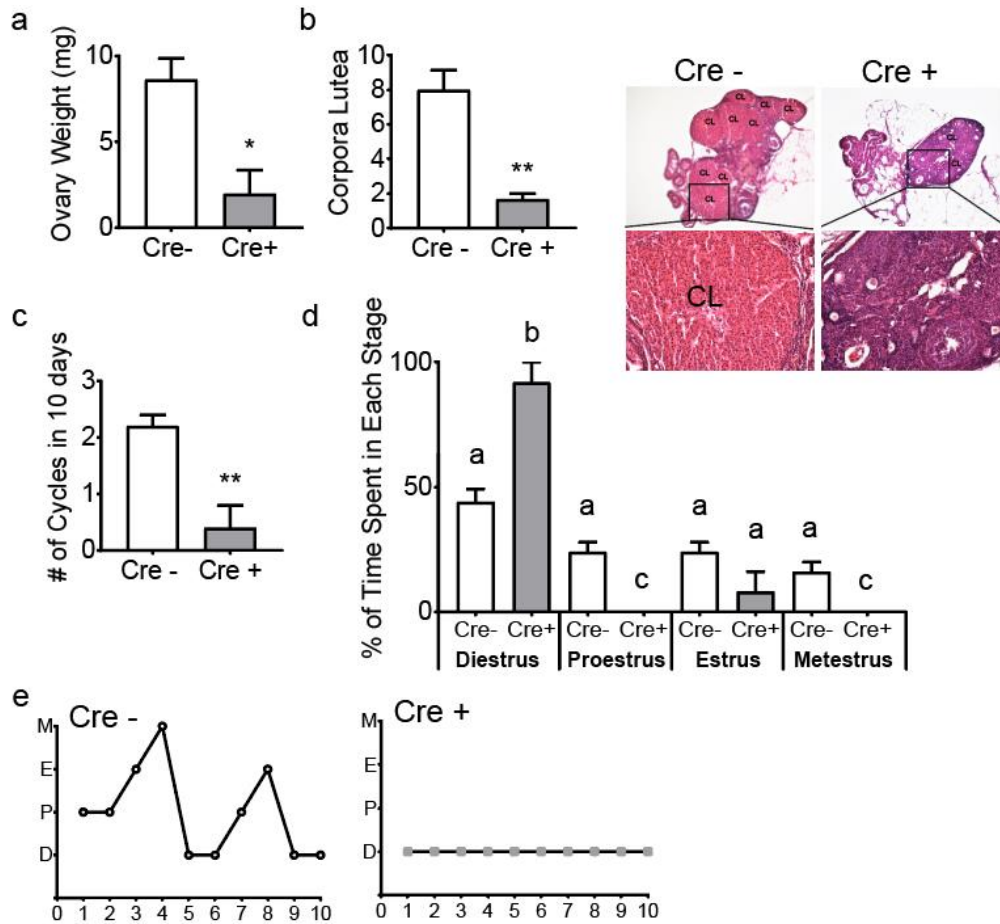 a
Ovary Weight (mg)
10
5
0
*
Cre-
Cre+
b
Corpora Lutea
10
8
6
4
2
0
**
Cre -
Cre +
Cre -
Cre +
CL
CL
CL
CL
CL
CL
CL
CL
CL
CL
CL
c
# of Cycles in 10 days
3
2
1
0
**
Cre -
Cre +
d
% of Time Spent in Each Stage
100
50
0
a
b
a
c
a
a
a
c
Cre- Cre+ Cre- Cre+ Cre- Cre+ Cre- Cre+
Diestrus Proestrus Estrus Metestrus
e
Cre -
M
E
P
D
0 1 2 3 4 5 6 7 8 9 10
Cre +
M
E
P
D
0 1 2 3 4 5 6 7 8 9 10